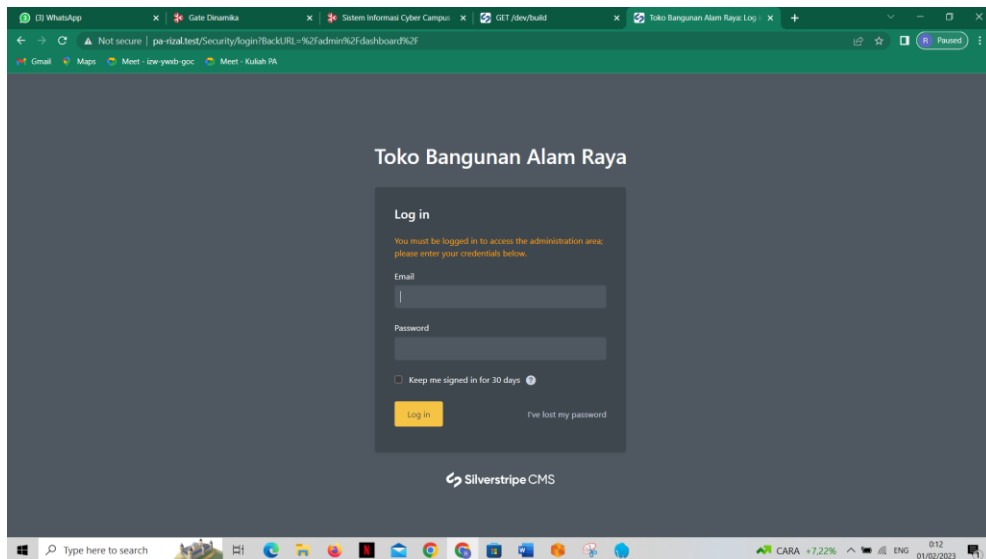 (3) WhatsApp
Gate Dinamika
Sistem Informasi Cyber Campus
GET /dev/build
Toko Bangunan Alam Raya: Log i
Not secure | pa-rizal.test/Security/login?BackURL=%2Fadmin%2Fdashboard%2F
R Paused
Gmail Maps Meet - izw-ywxb-goc Meet - Kuliah PA
Toko Bangunan Alam Raya
Log in
You must be logged in to access the administration area;
please enter your credentials below.
Email
Password
Keep me signed in for 30 days ?
Log in I've lost my password
Silverstripe CMS
Type here to search
CARA +7,22% ENG
0:12
01/02/2023